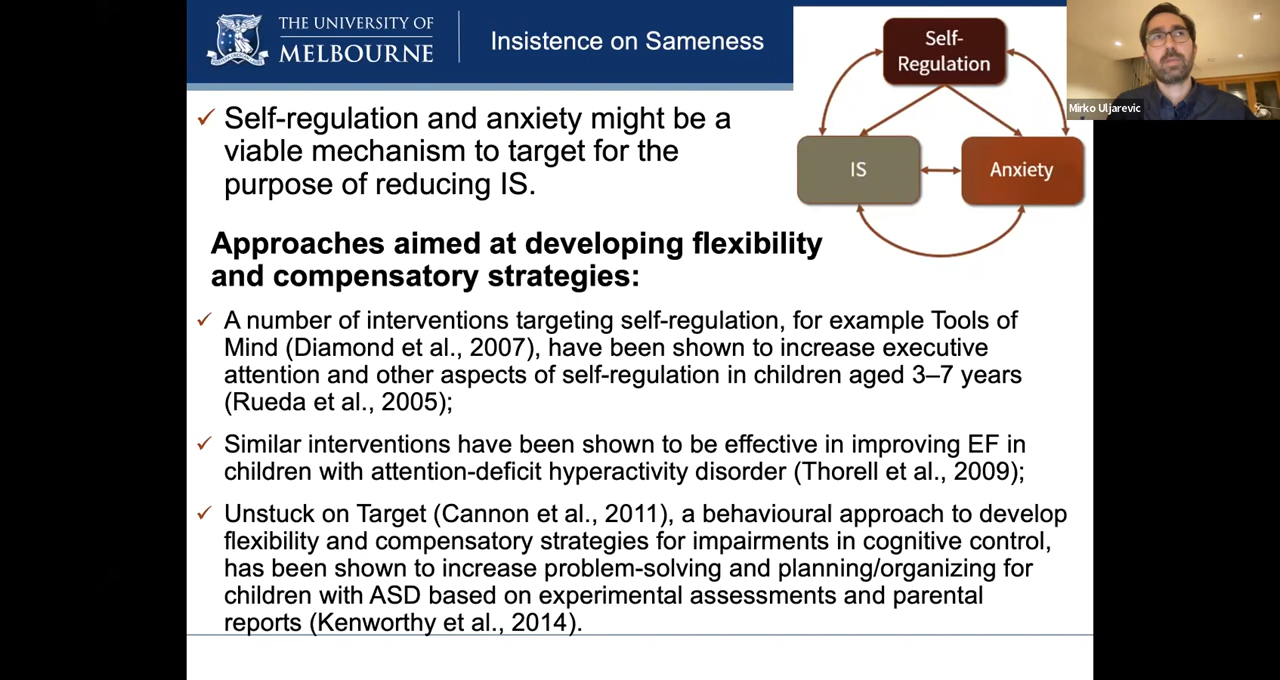 THE UNIVERSITY OF
MELBOURNE
Insistence on Sameness
Self-
Regulation
IS
Anxiety
Mirko Uljarevic
Self-regulation and anxiety might be a
viable mechanism to target for the
purpose of reducing IS.
Approaches aimed at developing flexibility
and compensatory strategies:
A number of interventions targeting self-regulation, for example Tools of
Mind (Diamond et al., 2007), have been shown to increase executive
attention and other aspects of self-regulation in children aged 3–7 years
(Rueda et al., 2005);
Similar interventions have been shown to be effective in improving EF in
children with attention-deficit hyperactivity disorder (Thorell et al., 2009);
Unstuck on Target (Cannon et al., 2011), a behavioural approach to develop
flexibility and compensatory strategies for impairments in cognitive control,
has been shown to increase problem-solving and planning/organizing for
children with ASD based on experimental assessments and parental
reports (Kenworthy et al., 2014).